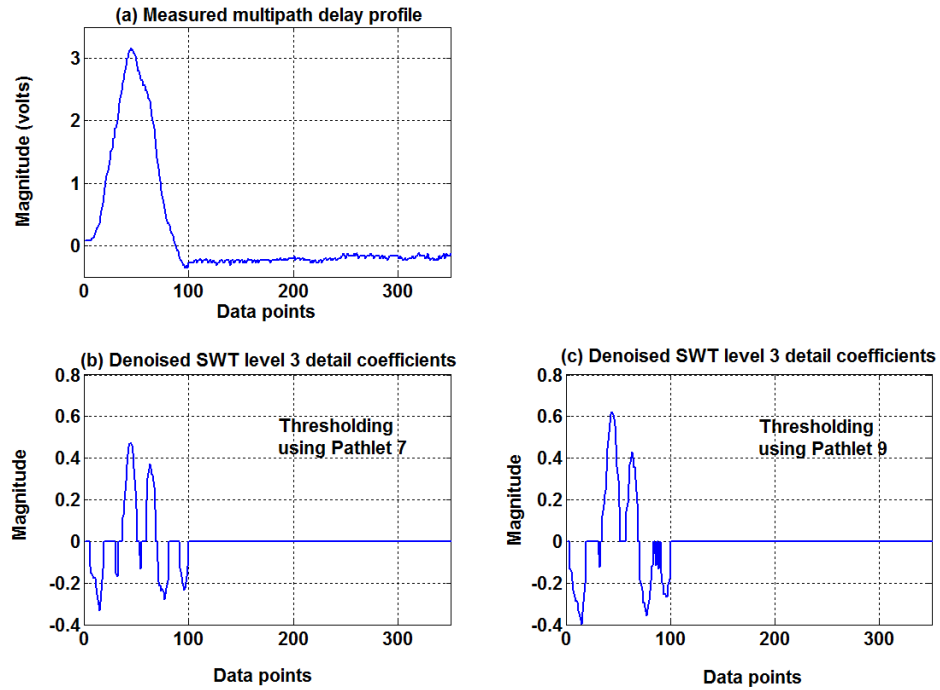 (a) Measured multipath delay profile
Magnitude (volts)
3
2
1
0
0 100 200 300
Data points
(b) Denoised SWT level 3 detail coefficients
Magnitude
0.8
0.6
0.4
0.2
0
-0.2
-0.4
Thresholding
using Pathlet 7
0 100 200 300
Data points
(c) Denoised SWT level 3 detail coefficients
Magnitude
0.8
0.6
0.4
0.2
0
-0.2
-0.4
Thresholding
using Pathlet 9
0 100 200 300
Data points